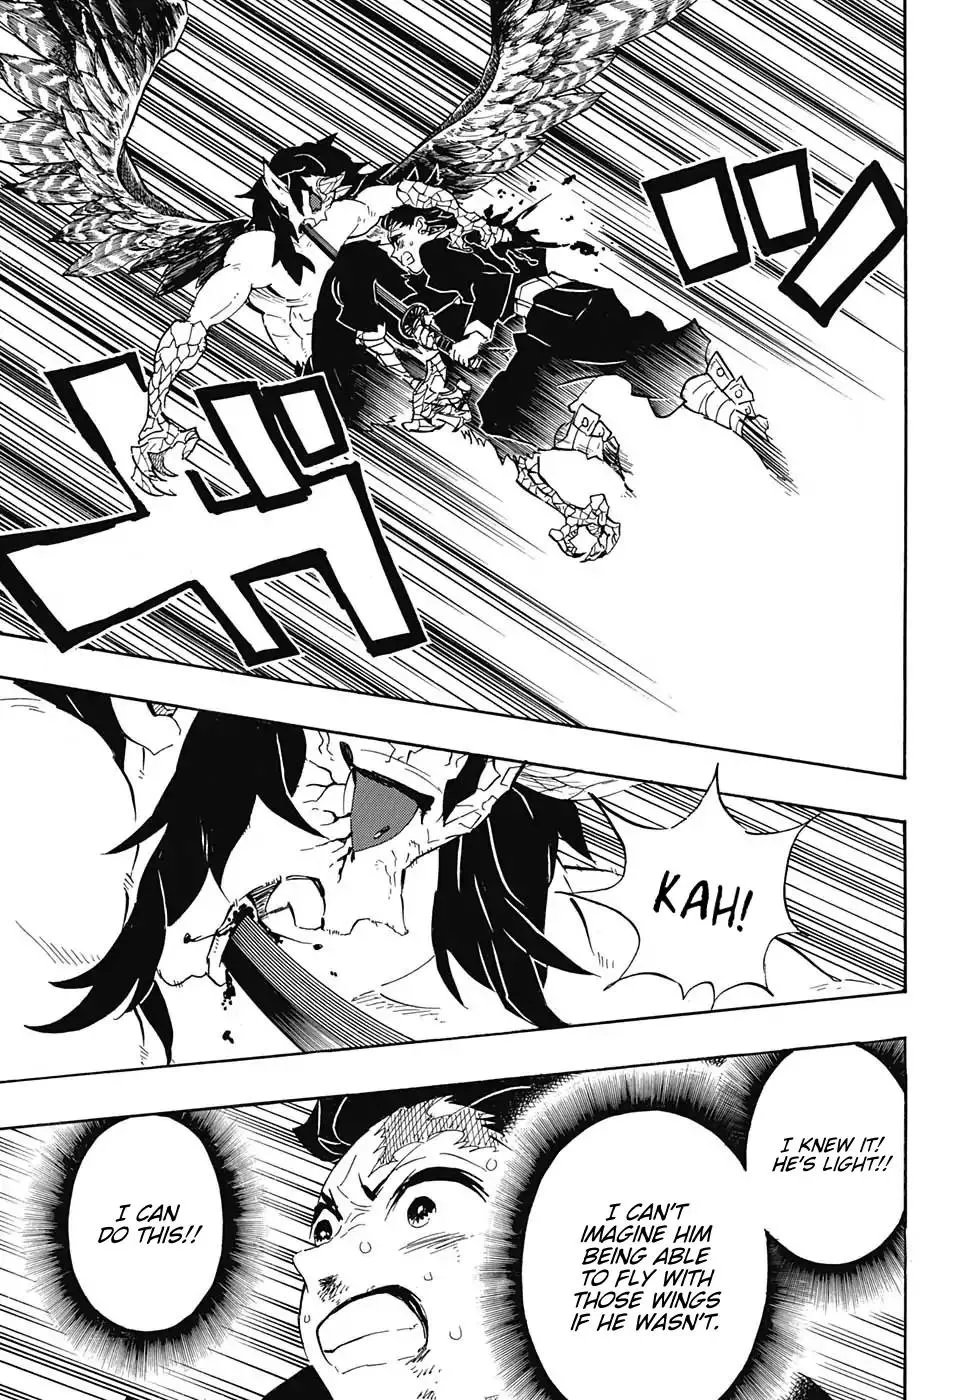 KAH!
I KNEW IT!
HE'S LIGHT!!
I CAN'T
IMAGINE HIM
BEING ABLE
TO FLY WITH
THOSE WINGS
IF HE WASN'T.
I CAN
DO THIS!!